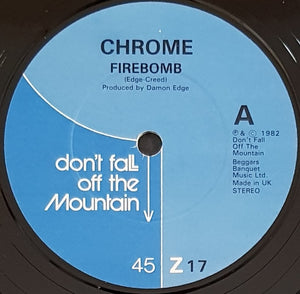 CHROME
FIREBOMB
(Edge-Creed)
Produced by Damon Edge
A
℗ & © 1982
Don't Fall
Off The
Mountain
Beggars
Banquet
Music Ltd.
Made in UK
STEREO
don't fall
off the
Mountain
45 Z 17